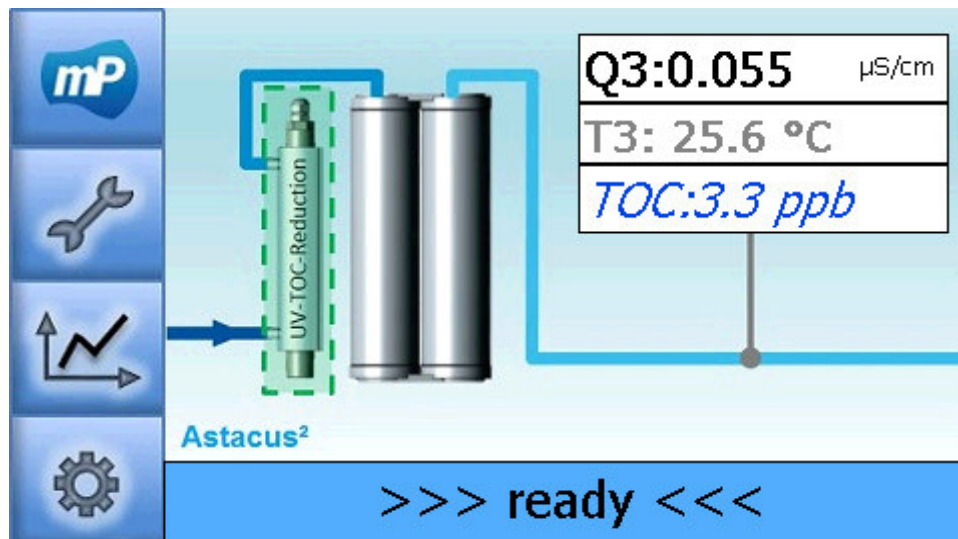 mP
Q3:0.055 µS/cm
T3: 25.6 °C
TOC:3.3 ppb
UV-TOC-Reduction
Astacus²
>>> ready <<<